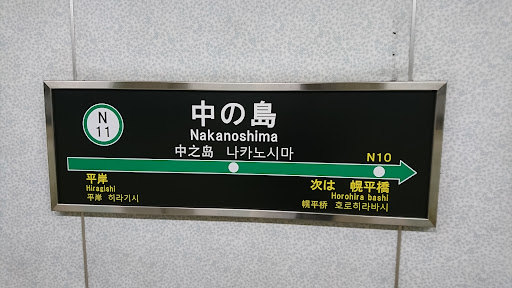 N
11
中の島
Nakanoshima
中之岛 나카노시마
N10
平岸
Hiragishi
平岸 히라기시
次は 幌平橋
Horohira bashi
幌平桥 호로히라바시